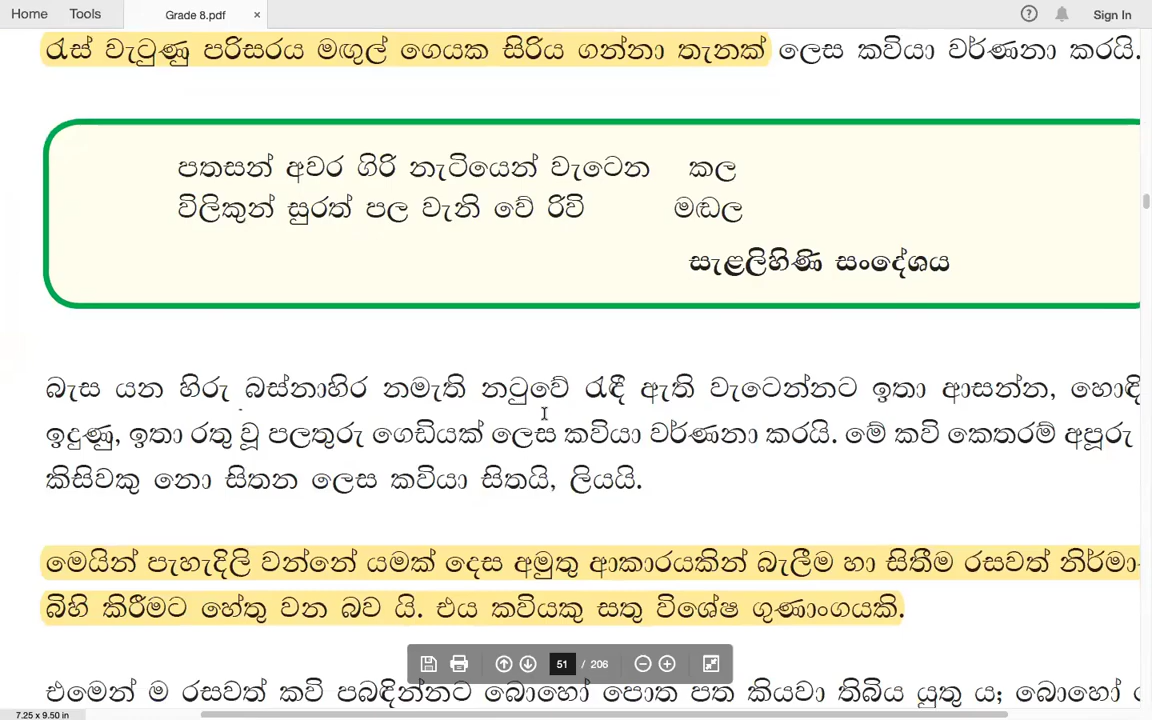 Home Tools Grade 8.pdf × ? Sign In
රැස් වැටුණු පරිසරය මඟුල් ගෙයක සිරිය ගන්නා තැනක් ලෙස කවියා වර්ණනා කරයි.
පතසන් අවර ගිරි නැටියෙන් වැටෙන කල
විලිකුන් සුරත් පල වැනි වේ රිවි මඬල
සැළලිහිණි සංදේශය
බැස යන හිරු බස්නාහිර නමැති නටුවේ රැඳී ඇති වැටෙන්නට ඉතා ආසන්න, හොඳි
ඉදුණු, ඉතා රතු වූ පලතුරු ගෙඩියක් ලෙස කවියා වර්ණනා කරයි. මේ කවි කෙතරම් අපූරු
කිසිවකු නො සිතන ලෙස කවියා සිතයි, ලියයි.
මෙයින් පැහැදිලි වන්නේ යමක් දෙස අමුතු ආකාරයකින් බැලීම හා සිතීම රසවත් නිර්මා
බිහි කිරීමට හේතු වන බව යි. එය කවියකු සතු විශේෂ ගුණාංගයකි.
51 / 206
එමෙන් ම රසවත් කවි පබඳින්නට බොහෝ පොත පත කියවා තිබිය යුතු ය; බොහෝ
7.25 x 9.50 in